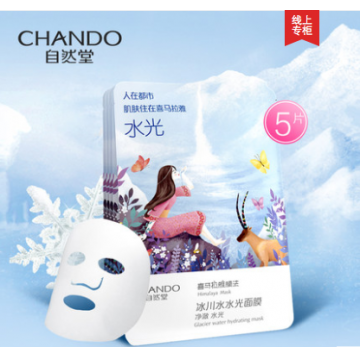 线上
专柜
CHANDO
自然堂
人在都市
肌肤住在喜马拉雅
水光
5片
喜马拉雅膜法
Himalaya Mask
冰川水水光面膜
净澈 水光
Glacier water hydrating mask
CHANDO
自然堂